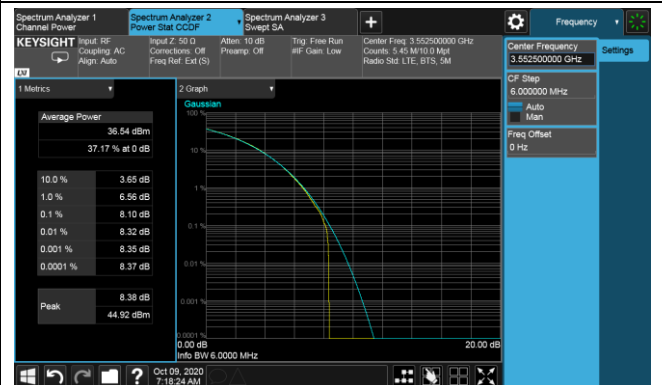 Spectrum Analyzer 1
Channel Power
Spectrum Analyzer 2
Power Stat CCDF
Spectrum Analyzer 3
Swept SA
Frequency
KEYSIGHT
Input: RF
Coupling: AC
Align: Auto
Input Z: 50 Ω
Corrections: Off
Freq Ref: Ext (S)
Atten: 10 dB
Preamp: Off
Trig: Free Run
#IF Gain: Low
Center Freq: 3.552500000 GHz
Counts: 5.45 M/10.0 Mpt
Radio Std: LTE, BTS, 5M
LXI
Center Frequency
3.552500000 GHz
Settings
CF Step
6.000000 MHz
Auto
Man
Freq Offset
0 Hz
1 Metrics
Average Power
36.54 dBm
37.17 % at 0 dB
10.0 % 3.65 dB
1.0 % 6.56 dB
0.1 % 8.10 dB
0.01 % 8.32 dB
0.001 % 8.35 dB
0.0001 % 8.37 dB
Peak
8.38 dB
44.92 dBm
2 Graph
Gaussian
100 %
10 %
1 %
0.1 %
0.01 %
0.001 %
0.0001 %
0.00 dB
20.00 dB
Info BW 6.0000 MHz
?
Oct 09, 2020
7:18:24 AM